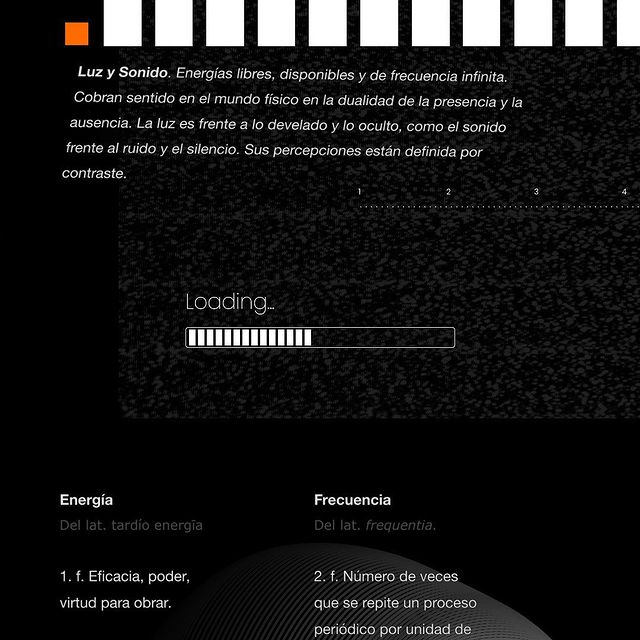 Luz y Sonido. Energías libres, disponibles y de frecuencia infinita.
Cobran sentido en el mundo físico en la dualidad de la presencia y la
ausencia. La luz es frente a lo develado y lo oculto, como el sonido
frente al ruido y el silencio. Sus percepciones están definida por
contraste.
1 2 3 4
Loading...
Energía
Del lat. tardío energīa
1. f. Eficacia, poder,
virtud para obrar.
Frecuencia
Del lat. frequentia.
2. f. Número de veces
que se repite un proceso
periódico por unidad de